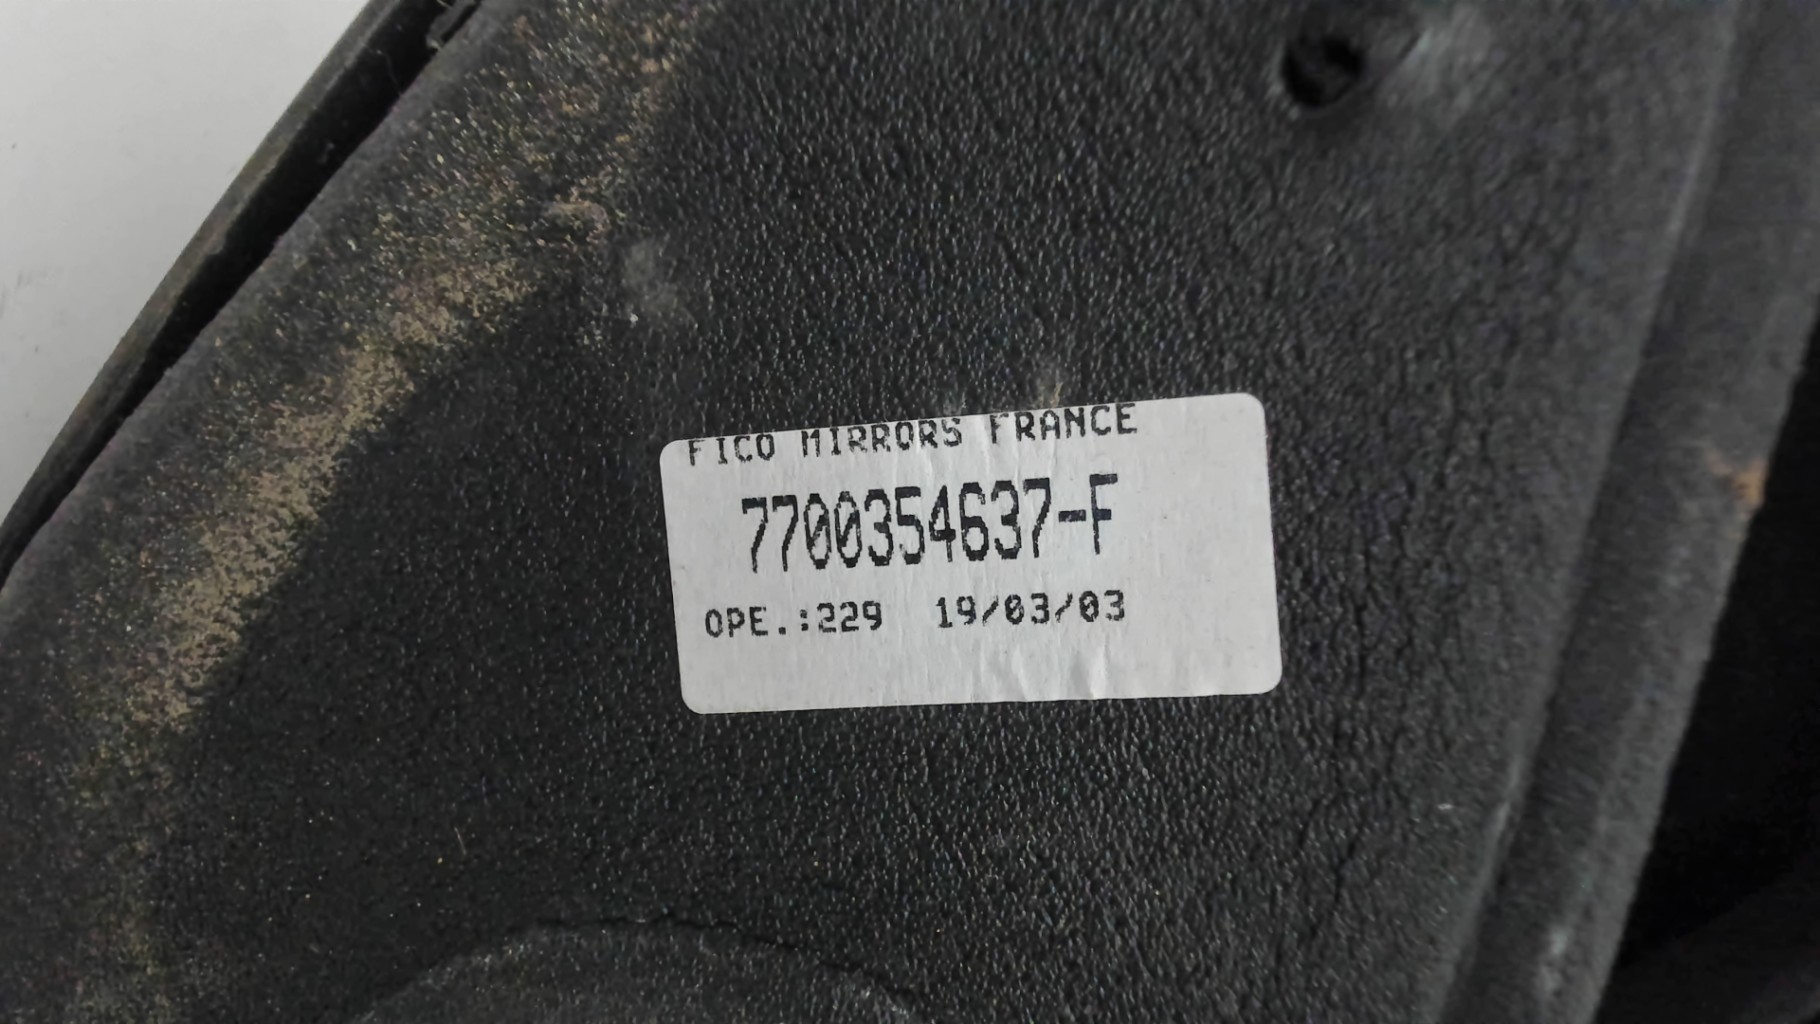 FICO MIRRORS FRANCE
7700354637-F
OPE.:229 19/03/03